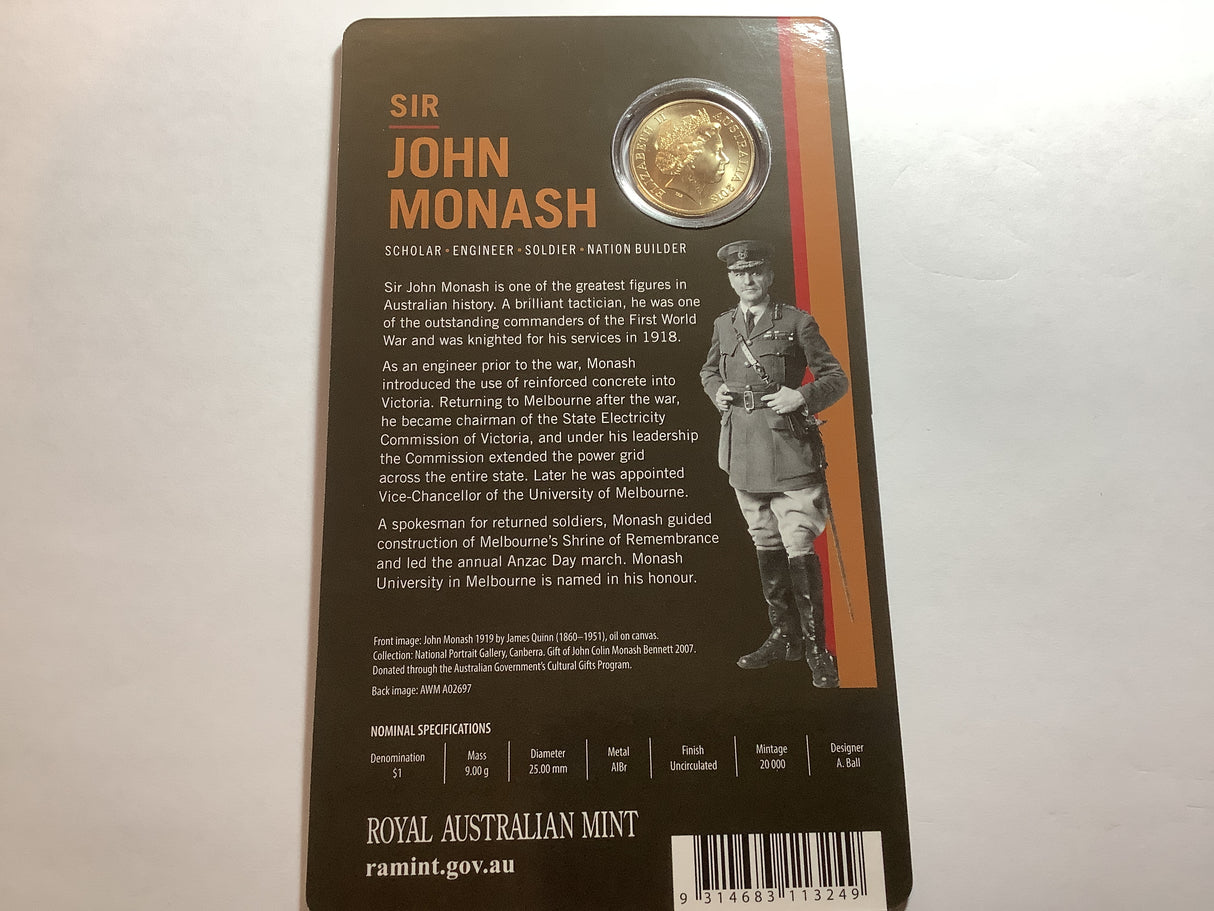 SIR
JOHN
MONASH
SCHOLAR • ENGINEER • SOLDIER • NATION BUILDER
ELIZABETH II AUSTRALIA 2018
Sir John Monash is one of the greatest figures in
Australian history. A brilliant tactician, he was one
of the outstanding commanders of the First World
War and was knighted for his services in 1918.
As an engineer prior to the war, Monash
introduced the use of reinforced concrete into
Victoria. Returning to Melbourne after the war,
he became chairman of the State Electricity
Commission of Victoria, and under his leadership
the Commission extended the power grid
across the entire state. Later he was appointed
Vice-Chancellor of the University of Melbourne.
A spokesman for returned soldiers, Monash guided
construction of Melbourne's Shrine of Remembrance
and led the annual Anzac Day march. Monash
University in Melbourne is named in his honour.
Front image: John Monash 1919 by James Quinn (1860–1951), oil on canvas.
Collection: National Portrait Gallery, Canberra. Gift of John Colin Monash Bennett 2007.
Donated through the Australian Government's Cultural Gifts Program.
Back image: AWM A02697
NOMINAL SPECIFICATIONS
Denomination Mass Diameter Metal Finish Mintage Designer
$1 9.00 g 25.00 mm AlBr Uncirculated 20 000 A. Ball
ROYAL AUSTRALIAN MINT
ramint.gov.au
9 314683 113249